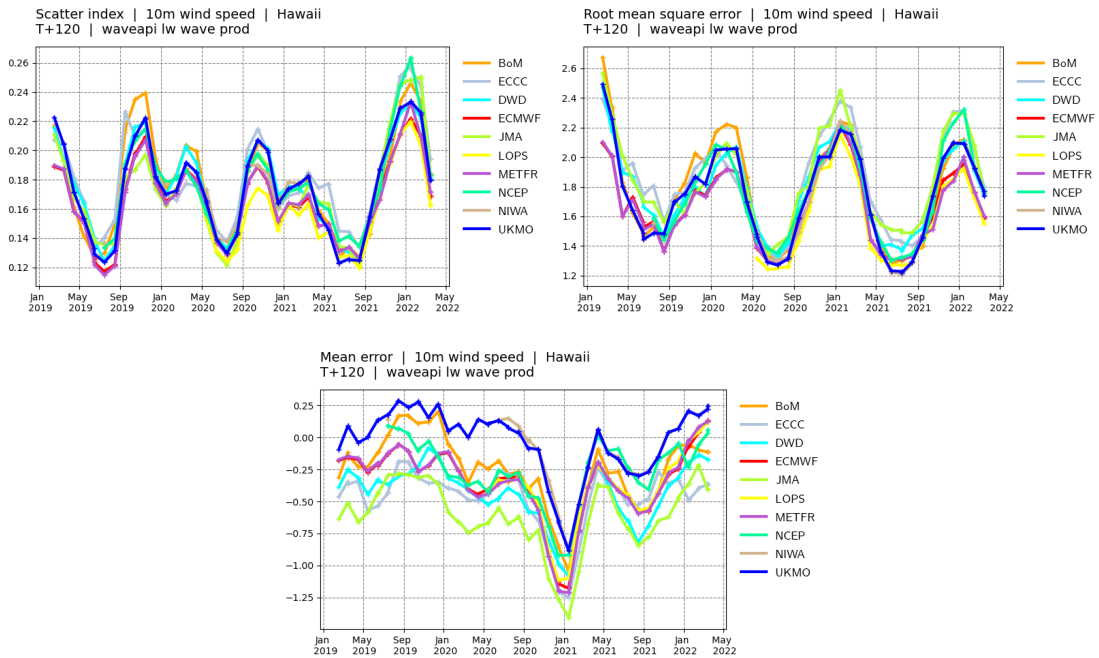 Scatter index | 10m wind speed | Hawaii
T+120 | waveapi lw wave prod
0.26
0.24
0.22
0.20
0.18
0.16
0.14
0.12
Jan 2019
May 2019
Sep 2019
Jan 2020
May 2020
Sep 2020
Jan 2021
May 2021
Sep 2021
Jan 2022
May 2022
BoM
ECCC
DWD
ECMWF
JMA
LOPS
METFR
NCEP
NIWA
UKMO
Root mean square error | 10m wind speed | Hawaii
T+120 | waveapi lw wave prod
2.6
2.4
2.2
2.0
1.8
1.6
1.4
1.2
Jan 2019
May 2019
Sep 2019
Jan 2020
May 2020
Sep 2020
Jan 2021
May 2021
Sep 2021
Jan 2022
May 2022
BoM
ECCC
DWD
ECMWF
JMA
LOPS
METFR
NCEP
NIWA
UKMO
Mean error | 10m wind speed | Hawaii
T+120 | waveapi lw wave prod
0.25
0.00
−0.25
−0.50
−0.75
−1.00
−1.25
Jan 2019
May 2019
Sep 2019
Jan 2020
May 2020
Sep 2020
Jan 2021
May 2021
Sep 2021
Jan 2022
May 2022
BoM
ECCC
DWD
ECMWF
JMA
LOPS
METFR
NCEP
NIWA
UKMO